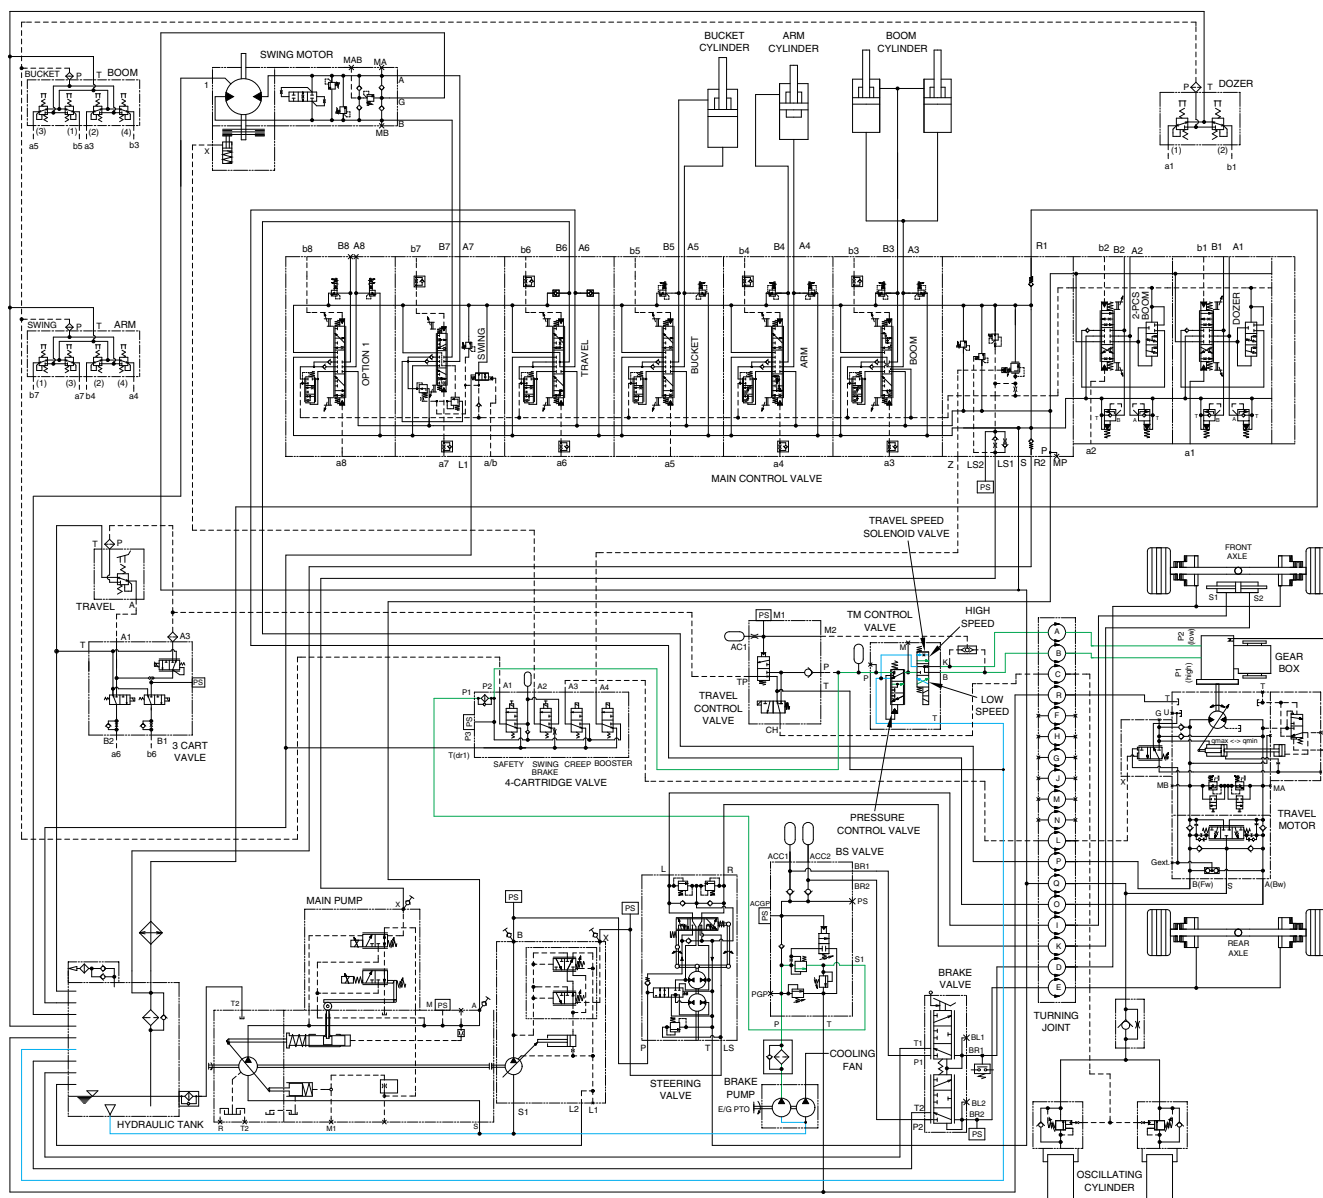 BUCKET P T BOOM
(3) (1) (2) (4)
a5 b5 a3 b3
SWING MOTOR
MAB MA
1
A
G
B
MB
X
BUCKET
CYLINDER
ARM
CYLINDER
BOOM
CYLINDER
P T DOZER
(1) (2)
a1 b1
SWING P T ARM
(1) (3) (2) (4)
b7 a7 b4 a4
b8 B8 A8 b7 B7 A7 b6 B6 A6 b5 B5 A5 b4 B4 A4 b3 B3 A3 R1 b2 B2 A2 b1 B1 A1
OPTION 1
SWING
TRAVEL
BUCKET
ARM
BOOM
2-PCS
BOOM
DOZER
T B A T T B A T
a8 a7 L1 a/b a6 a5 a4 a3 Z LS2 LS1 S R2 P MP a2 a1
MAIN CONTROL VALVE
PS
T P
TRAVEL
A
A1 A3
T
PS
B2 B1
a6 b6
3 CART
VAVLE
P1 P2 A1 A2 A3 A4
PS
P3
T(dr1)
SAFETY SWING
BRAKE CREEP BOOSTER
4-CARTRIDGE VALVE
TRAVEL SPEED
SOLENOID VALVE
PS M1
M2
AC1
TP
P
T
CH
TRAVEL
CONTROL
VALVE
TM CONTROL
VALVE
HIGH
SPEED
M
K
P
B
T
LOW
SPEED
PRESSURE
CONTROL VALVE
FRONT
AXLE
S1 S2
A
B
C
R
F
H
G
J
M
N
L
P
Q
O
I
K
D
E
TURNING
JOINT
P2
(low)
P1
(high)
GEAR
BOX
T
G U
T
qmax <-> qmin
X
MB MA
TRAVEL
MOTOR
Gext.
B(Fw) S A(Bw)
REAR
AXLE
MAIN PUMP
X
T2 M PS A
R T2 M1 S
HYDRAULIC TANK
PS
B X
PS
S1 L2 L1
L R
P T LS
STEERING
VALVE
BS VALVE
ACC1 ACC2
BR1
BR2
ACGP
PS
PS
S1
PGP
P T
COOLING
FAN
BRAKE
PUMP
E/G PTO
BRAKE
VALVE
T1
P1
BL1
BR1
T2
P2
BL2
BR2
PS
OSCILLATING
CYLINDER